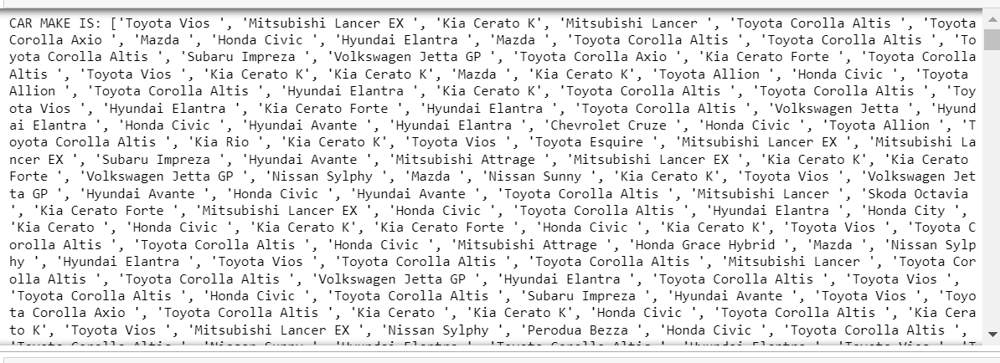 CAR MAKE IS: ['Toyota Vios ', 'Mitsubishi Lancer EX ', 'Kia Cerato K', 'Mitsubishi Lancer ', 'Toyota Corolla Altis ', 'Toyota
Corolla Axio ', 'Mazda ', 'Honda Civic ', 'Hyundai Elantra ', 'Mazda ', 'Toyota Corolla Altis ', 'Toyota Corolla Altis ', 'To
yota Corolla Altis ', 'Subaru Impreza ', 'Volkswagen Jetta GP ', 'Toyota Corolla Axio ', 'Kia Cerato Forte ', 'Toyota Corolla
Altis ', 'Toyota Vios ', 'Kia Cerato K', 'Kia Cerato K', 'Mazda ', 'Kia Cerato K', 'Toyota Allion ', 'Honda Civic ', 'Toyota
Allion ', 'Toyota Corolla Altis ', 'Hyundai Elantra ', 'Kia Cerato K', 'Toyota Corolla Altis ', 'Toyota Corolla Altis ', 'Toy
ota Vios ', 'Hyundai Elantra ', 'Kia Cerato Forte ', 'Hyundai Elantra ', 'Toyota Corolla Altis ', 'Volkswagen Jetta ', 'Hyund
ai Elantra ', 'Honda Civic ', 'Hyundai Avante ', 'Hyundai Elantra ', 'Chevrolet Cruze ', 'Honda Civic ', 'Toyota Allion ', 'T
oyota Corolla Altis ', 'Kia Rio ', 'Kia Cerato K', 'Toyota Vios ', 'Toyota Esquire ', 'Mitsubishi Lancer EX ', 'Mitsubishi La
ncer EX ', 'Subaru Impreza ', 'Hyundai Avante ', 'Mitsubishi Attrage ', 'Mitsubishi Lancer EX ', 'Kia Cerato K', 'Kia Cerato
Forte ', 'Volkswagen Jetta GP ', 'Nissan Sylphy ', 'Mazda ', 'Nissan Sunny ', 'Kia Cerato K', 'Toyota Vios ', 'Volkswagen Jet
ta GP ', 'Hyundai Avante ', 'Honda Civic ', 'Hyundai Avante ', 'Toyota Corolla Altis ', 'Mitsubishi Lancer ', 'Skoda Octavia
', 'Kia Cerato Forte ', 'Mitsubishi Lancer EX ', 'Honda Civic ', 'Toyota Corolla Altis ', 'Hyundai Elantra ', 'Honda City ',
'Kia Cerato ', 'Honda Civic ', 'Kia Cerato K', 'Kia Cerato Forte ', 'Honda Civic ', 'Kia Cerato K', 'Toyota Vios ', 'Toyota C
orolla Altis ', 'Toyota Corolla Altis ', 'Honda Civic ', 'Mitsubishi Attrage ', 'Honda Grace Hybrid ', 'Mazda ', 'Nissan Sylp
hy ', 'Hyundai Elantra ', 'Toyota Vios ', 'Toyota Corolla Altis ', 'Toyota Corolla Altis ', 'Mitsubishi Lancer ', 'Toyota Cor
olla Altis ', 'Toyota Corolla Altis ', 'Volkswagen Jetta GP ', 'Hyundai Elantra ', 'Toyota Corolla Altis ', 'Toyota Vios ',
'Toyota Corolla Altis ', 'Honda Civic ', 'Toyota Corolla Altis ', 'Subaru Impreza ', 'Hyundai Avante ', 'Toyota Vios ', 'Toyo
ta Corolla Axio ', 'Toyota Corolla Altis ', 'Kia Cerato ', 'Kia Cerato K', 'Honda Civic ', 'Toyota Corolla Altis ', 'Kia Cera
to K', 'Toyota Vios ', 'Mitsubishi Lancer EX ', 'Nissan Sylphy ', 'Perodua Bezza ', 'Honda Civic ', 'Toyota Corolla Altis ',